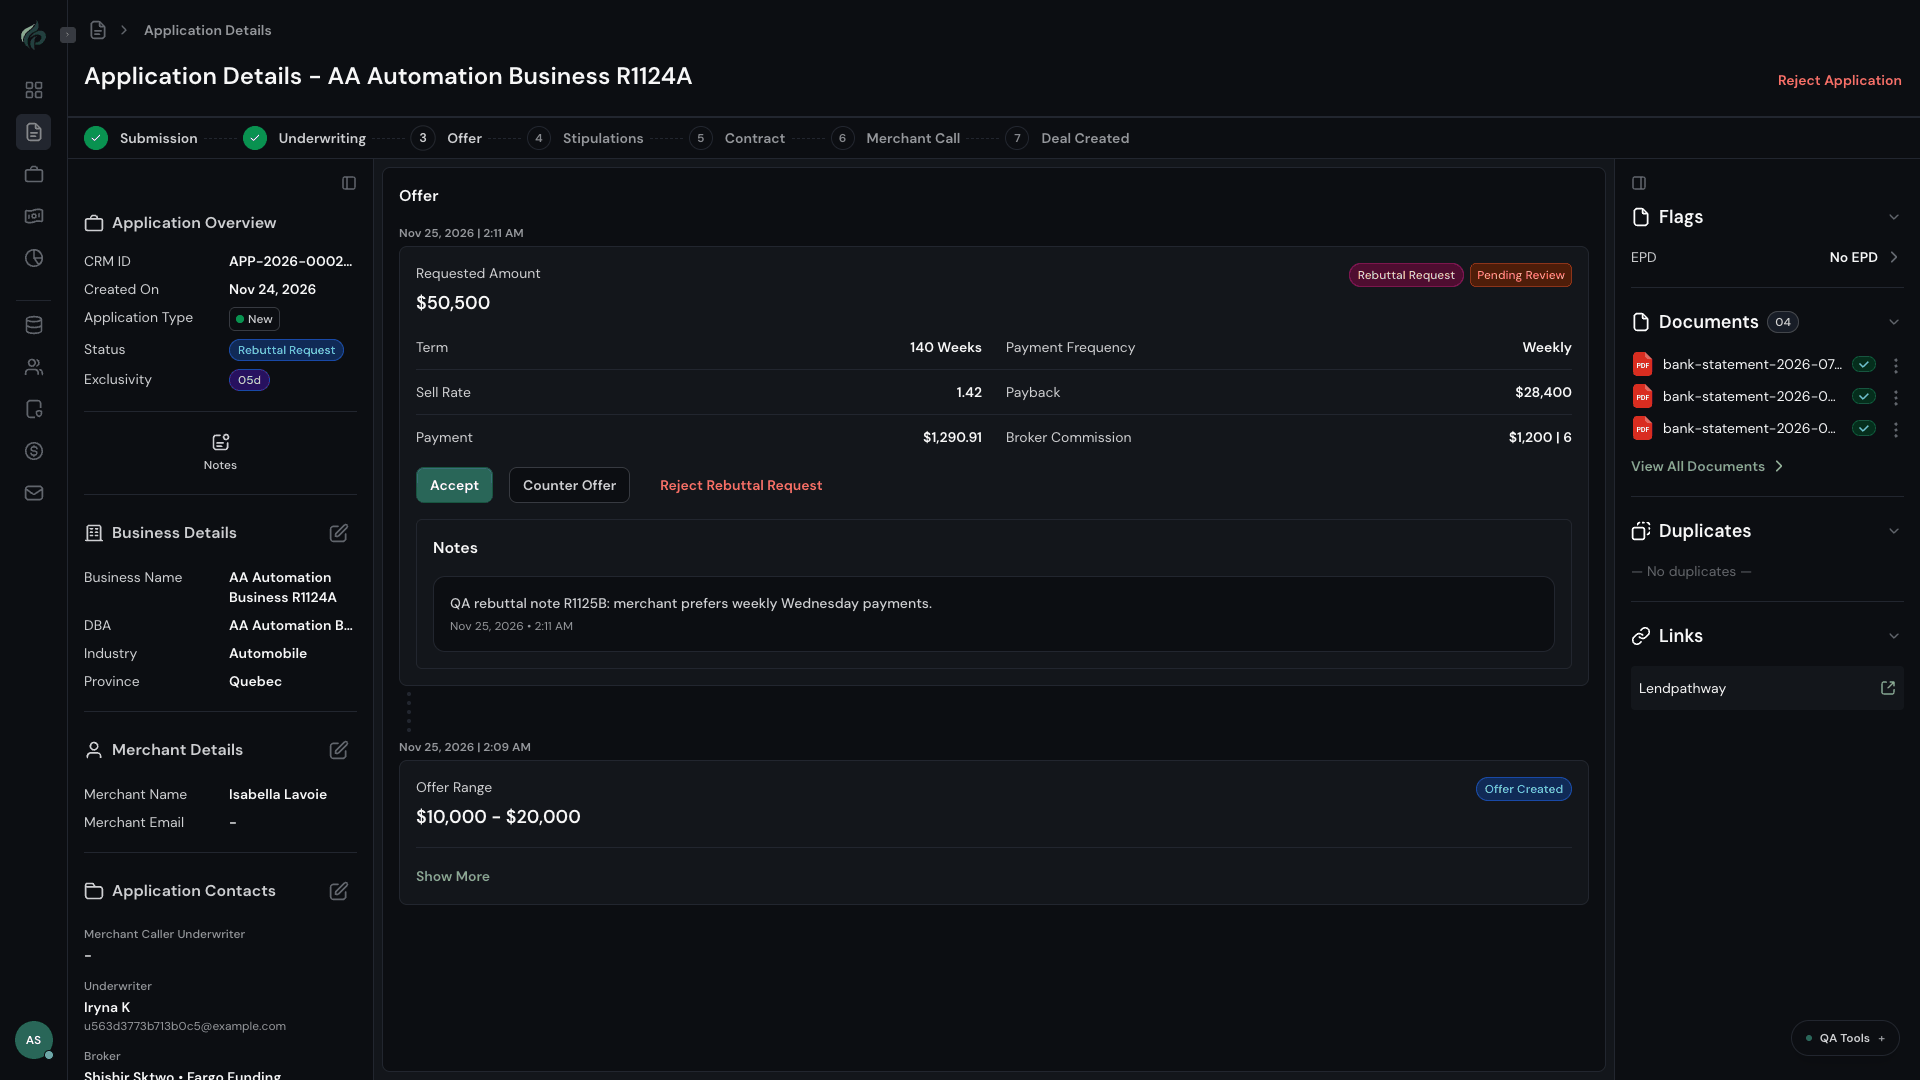 Application Details
Application Details – AA Automation Business R1124A
Reject Application
Submission
Underwriting
3 Offer
4 Stipulations
5 Contract
6 Merchant Call
7 Deal Created
Application Overview
CRM ID APP-2026-0002...
Created On Nov 24, 2026
Application Type New
Status Rebuttal Request
Exclusivity 05d
Notes
Business Details
Business Name AA Automation
Business R1124A
DBA AA Automation B...
Industry Automobile
Province Quebec
Merchant Details
Merchant Name Isabella Lavoie
Merchant Email –
Application Contacts
Merchant Caller Underwriter
–
Underwriter
Iryna K
u563d3773b713b0c5@example.com
Broker
Shishir Sktwo • Fargo Funding
AS
Offer
Nov 25, 2026 | 2:11 AM
Requested Amount
Rebuttal Request Pending Review
$50,500
Term 140 Weeks Payment Frequency Weekly
Sell Rate 1.42 Payback $28,400
Payment $1,290.91 Broker Commission $1,200 | 6
Accept Counter Offer Reject Rebuttal Request
Notes
QA rebuttal note R1125B: merchant prefers weekly Wednesday payments.
Nov 25, 2026 • 2:11 AM
Nov 25, 2026 | 2:09 AM
Offer Range
Offer Created
$10,000 – $20,000
Show More
Flags
EPD No EPD
Documents 04
PDF bank-statement-2026-07...
PDF bank-statement-2026-0...
PDF bank-statement-2026-0...
View All Documents
Duplicates
— No duplicates —
Links
Lendpathway
QA Tools +